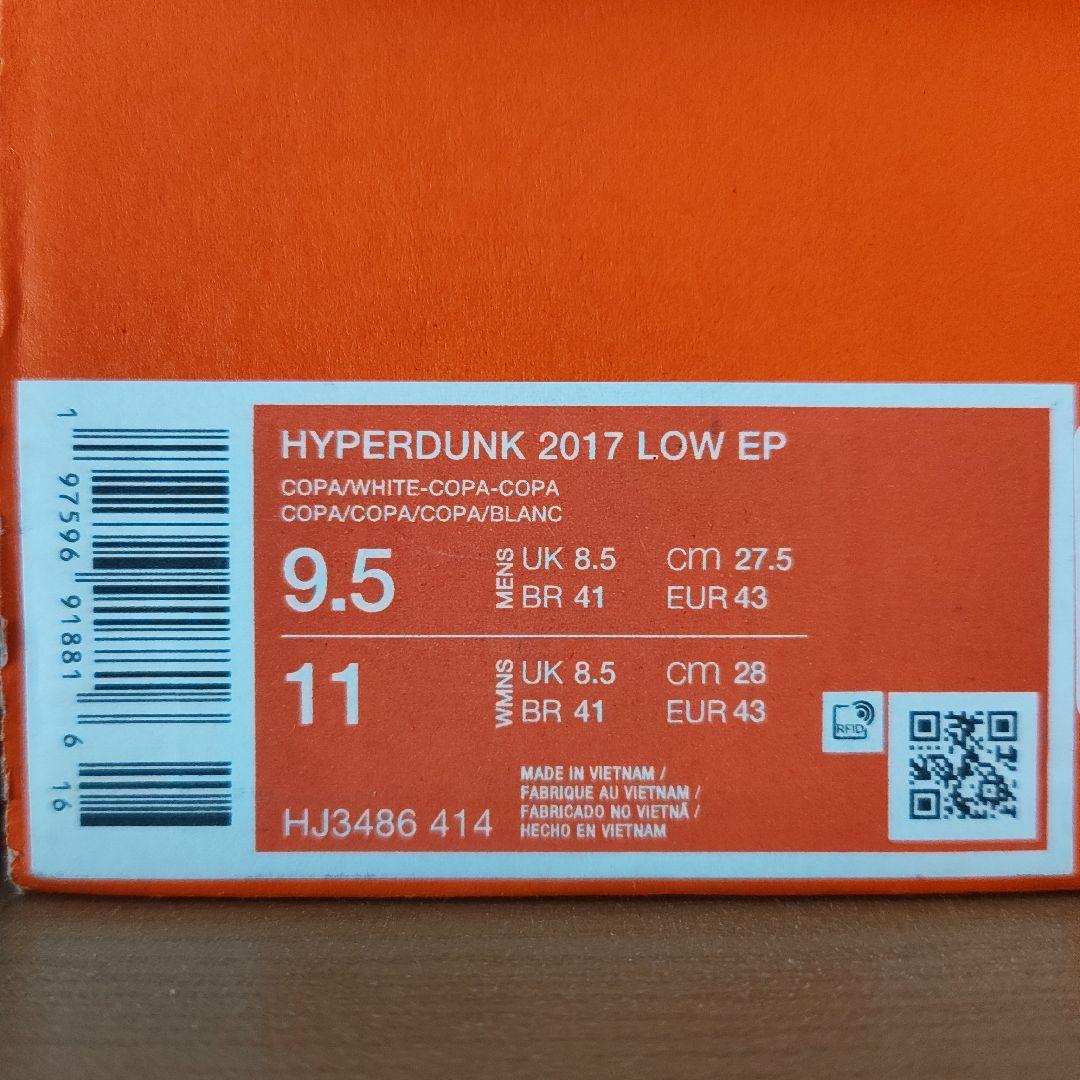 HYPERDUNK 2017 LOW EP
COPA/WHITE-COPA-COPA
COPA/COPA/COPA/BLANC
9.5 MENS UK 8.5 cm 27.5
BR 41 EUR 43
11 WMNS UK 8.5 cm 28
BR 41 EUR 43
HJ3486 414
MADE IN VIETNAM /
FABRIQUE AU VIETNAM /
FABRICADO NO VIETNÃ /
HECHO EN VIETNAM
RFID
1 97596 91881 6 16